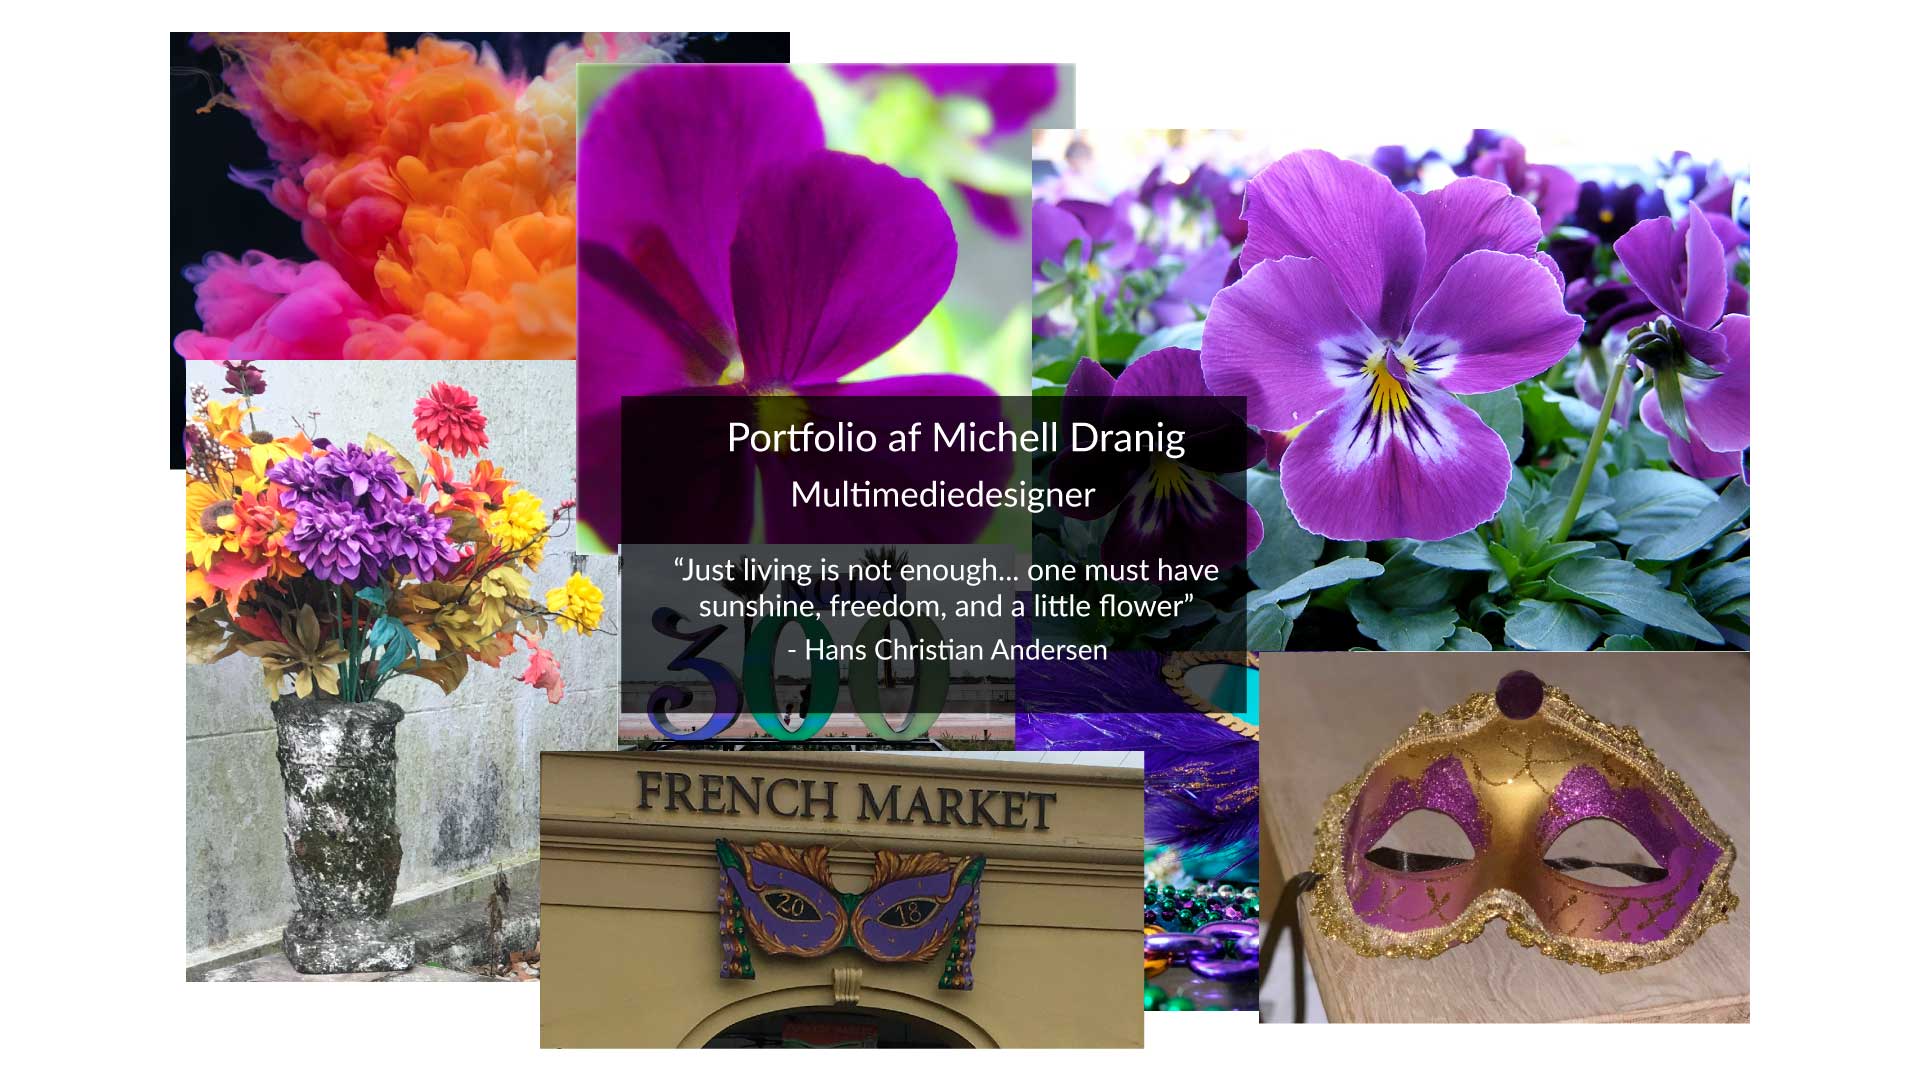 Portfolio af Michell Dranig
Multimediedesigner
“Just living is not enough... one must have
sunshine, freedom, and a little flower”
- Hans Christian Andersen
NOLA
300
FRENCH MARKET
20 18